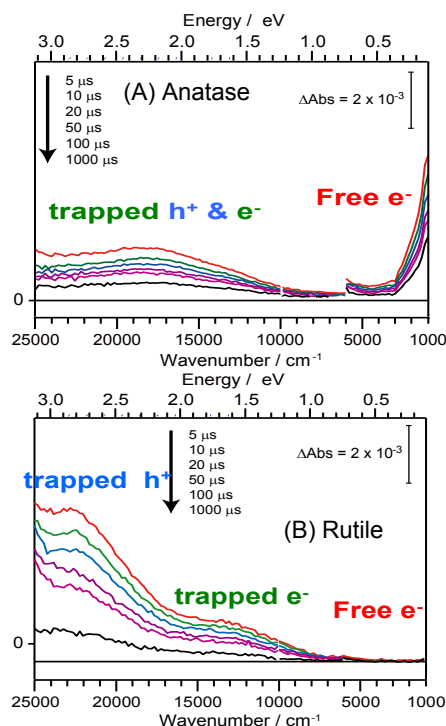 Energy / eV
3.0 2.5 2.0 1.5 1.0 0.5
5 μs
10 μs
20 μs
50 μs
100 μs
1000 μs
(A) Anatase
ΔAbs = 2 x 10⁻³
trapped h⁺ & e⁻
Free e⁻
0
25000 20000 15000 10000 6000 1000
Wavenumber / cm⁻¹
Energy / eV
3.0 2.5 2.0 1.5 1.0 0.5
5 μs
10 μs
20 μs
50 μs
100 μs
1000 μs
ΔAbs = 2 x 10⁻³
trapped h⁺
(B) Rutile
trapped e⁻
Free e⁻
0
25000 20000 15000 10000 6000 1000
Wavenumber / cm⁻¹